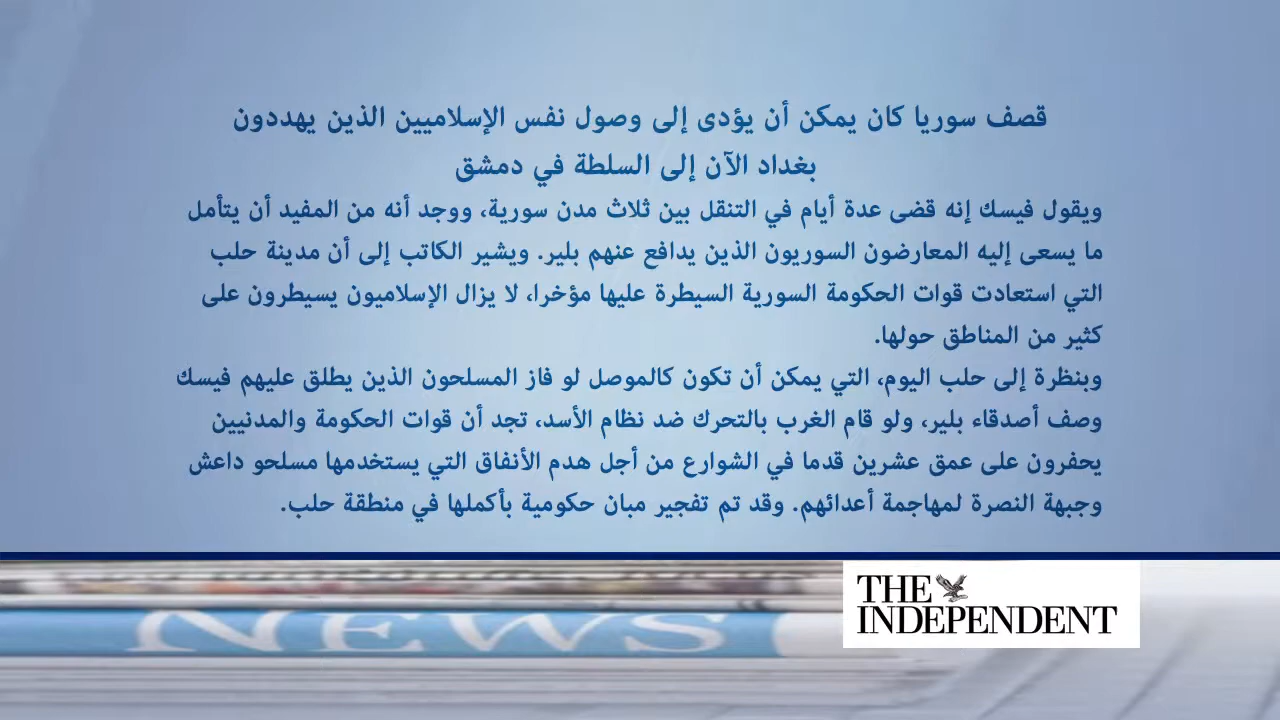 قصف سوريا كان يمكن أن يؤدى إلى وصول نفس الإسلاميين الذين يهددون
بغداد الآن إلى السلطة في دمشق
ويقول فيسك إنه قضى عدة أيام في التنقل بين ثلاث مدن سورية، ووجد أنه من المفيد أن يتأمل
ما يسعى إليه المعارضون السوريون الذين يدافع عنهم بلير. ويشير الكاتب إلى أن مدينة حلب
التي استعادت قوات الحكومة السورية السيطرة عليها مؤخرا، لا يزال الإسلاميون يسيطرون على
كثير من المناطق حولها.
وبنظرة إلى حلب اليوم، التي يمكن أن تكون كالموصل لو فاز المسلحون الذين يطلق عليهم فيسك
وصف أصدقاء بلير، ولو قام الغرب بالتحرك ضد نظام الأسد، تجد أن قوات الحكومة والمدنيين
يحفرون على عمق عشرين قدما في الشوارع من أجل هدم الأنفاق التي يستخدمها مسلحو داعش
وجبهة النصرة لمهاجمة أعدائهم. وقد تم تفجير مبان حكومية بأكملها في منطقة حلب.
NEWS
THE
INDEPENDENT